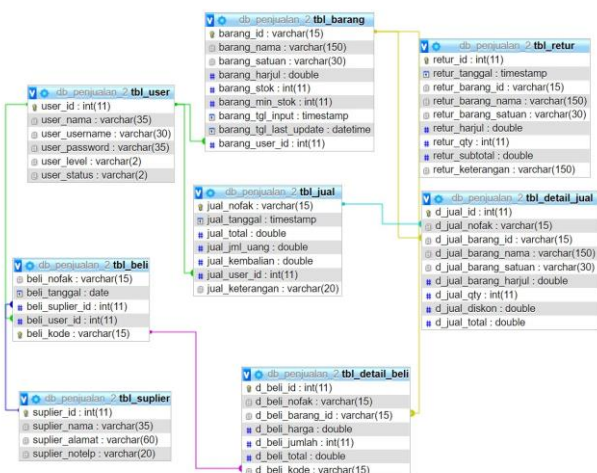 db_penjualan_2 tbl_barang
barang_id : varchar(15)
barang_nama : varchar(150)
barang_satuan : varchar(30)
barang_harjul : double
barang_stok : int(11)
barang_min_stok : int(11)
barang_tgl_input : timestamp
barang_tgl_last_update : datetime
barang_user_id : int(11)
db_penjualan_2 tbl_retur
retur_id : int(11)
retur_tanggal : timestamp
retur_barang_id : varchar(15)
retur_barang_nama : varchar(150)
retur_barang_satuan : varchar(30)
retur_harjul : double
retur_qty : int(11)
retur_subtotal : double
retur_keterangan : varchar(150)
db_penjualan_2 tbl_user
user_id : int(11)
user_nama : varchar(35)
user_username : varchar(30)
user_password : varchar(35)
user_level : varchar(2)
user_status : varchar(2)
db_penjualan_2 tbl_jual
jual_nofak : varchar(15)
jual_tanggal : timestamp
jual_total : double
jual_jml_uang : double
jual_kembalian : double
jual_user_id : int(11)
jual_keterangan : varchar(20)
db_penjualan_2 tbl_detail_jual
d_jual_id : int(11)
d_jual_nofak : varchar(15)
d_jual_barang_id : varchar(15)
d_jual_barang_nama : varchar(150)
d_jual_barang_satuan : varchar(30)
d_jual_barang_harjul : double
d_jual_qty : int(11)
d_jual_diskon : double
d_jual_total : double
db_penjualan_2 tbl_beli
beli_nofak : varchar(15)
beli_tanggal : date
beli_suplier_id : int(11)
beli_user_id : int(11)
beli_kode : varchar(15)
db_penjualan_2 tbl_suplier
suplier_id : int(11)
suplier_nama : varchar(35)
suplier_alamat : varchar(60)
suplier_notelp : varchar(20)
db_penjualan_2 tbl_detail_beli
d_beli_id : int(11)
d_beli_nofak : varchar(15)
d_beli_barang_id : varchar(15)
d_beli_harga : double
d_beli_jumlah : int(11)
d_beli_total : double
d_beli_kode : varchar(15)